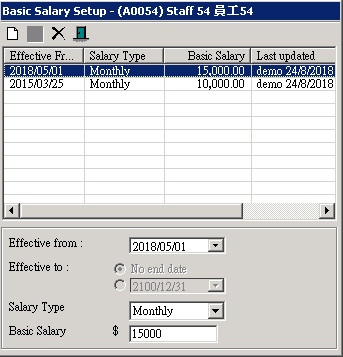 Basic Salary Setup - (A0054) Staff 54 員工54
Effective Fr... Salary Type Basic Salary Last updated
2018/05/01 Monthly 15,000.00 demo 24/8/2018
2015/03/25 Monthly 10,000.00 demo 24/8/2018
Effective from : 2018/05/01
Effective to : No end date
2100/12/31
Salary Type Monthly
Basic Salary $ 15000